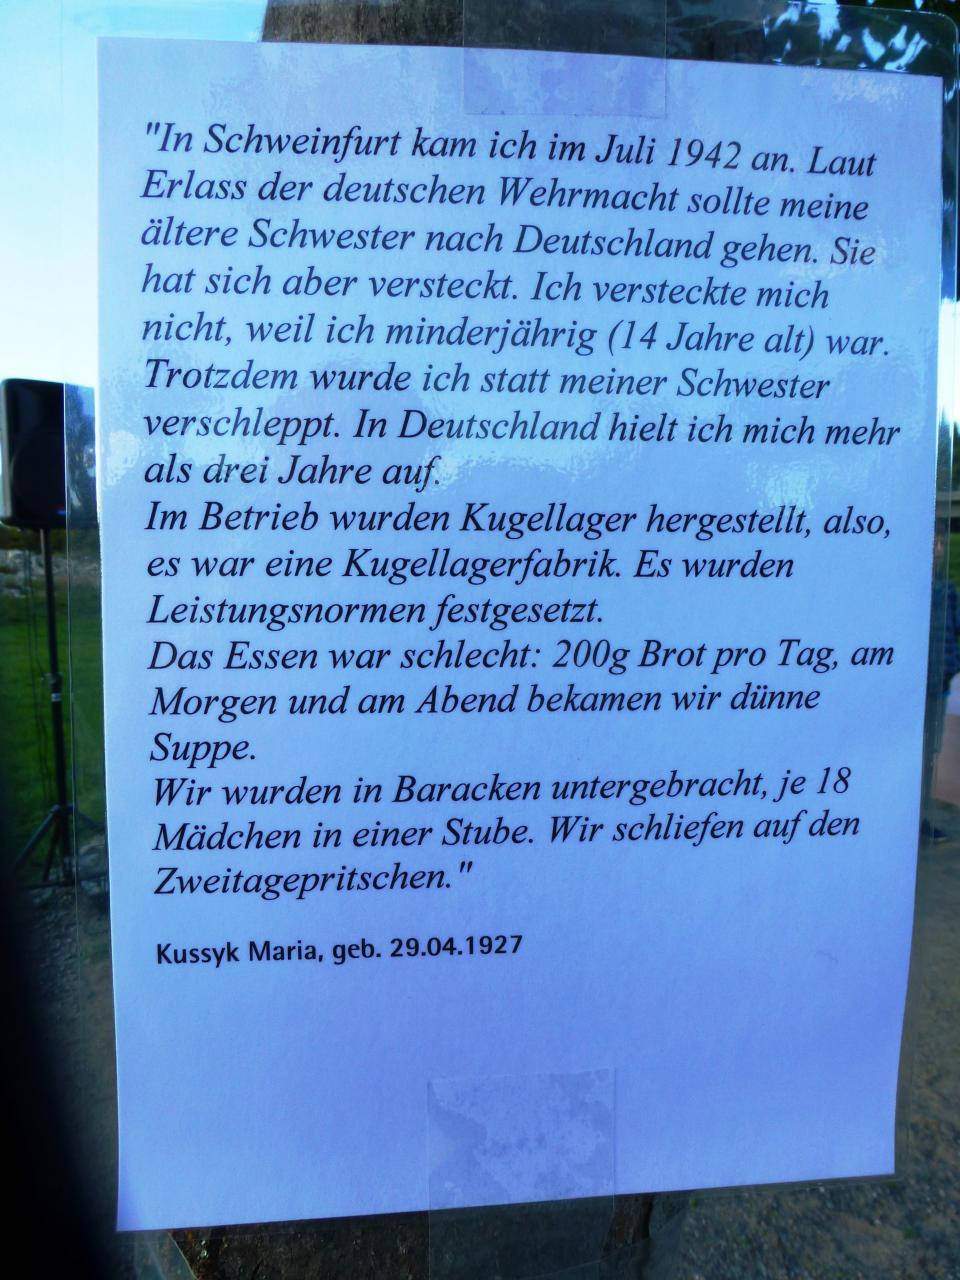 "In Schweinfurt kam ich im Juli 1942 an. Laut
Erlass der deutschen Wehrmacht sollte meine
ältere Schwester nach Deutschland gehen. Sie
hat sich aber versteckt. Ich versteckte mich
nicht, weil ich minderjährig (14 Jahre alt) war.
Trotzdem wurde ich statt meiner Schwester
verschleppt. In Deutschland hielt ich mich mehr
als drei Jahre auf.
Im Betrieb wurden Kugellager hergestellt, also,
es war eine Kugellagerfabrik. Es wurden
Leistungsnormen festgesetzt.
Das Essen war schlecht: 200g Brot pro Tag, am
Morgen und am Abend bekamen wir dünne
Suppe.
Wir wurden in Baracken untergebracht, je 18
Mädchen in einer Stube. Wir schliefen auf den
Zweitagepritschen."
Kussyk Maria, geb. 29.04.1927